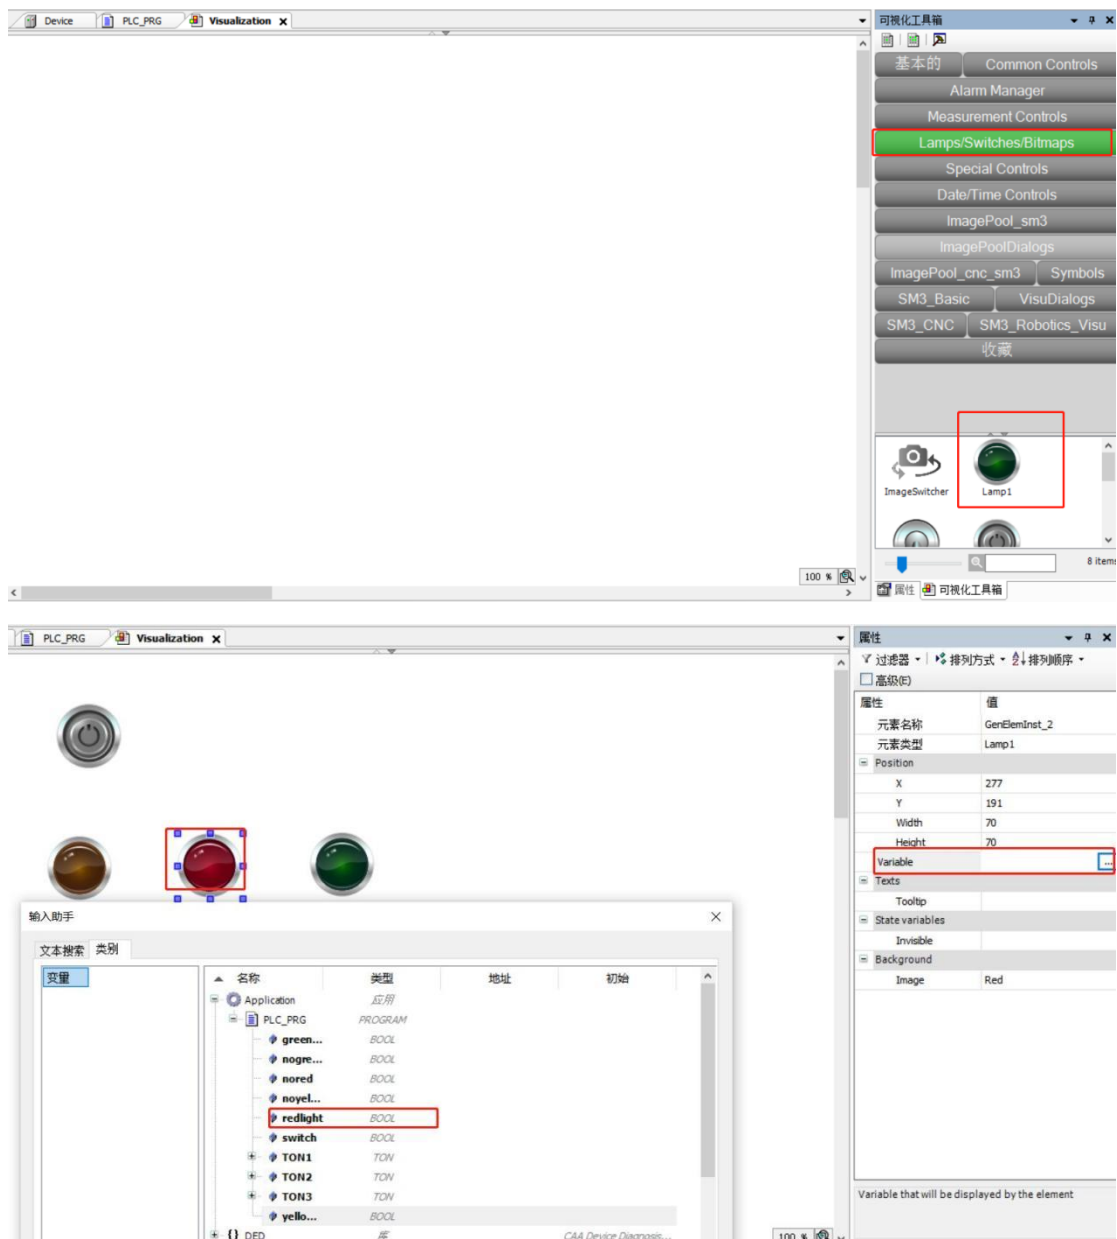 Device PLC_PRG Visualization
可视化工具箱
基本的 Common Controls
Alarm Manager
Measurement Controls
Lamps/Switches/Bitmaps
Special Controls
Date/Time Controls
ImagePool_sm3
ImagePoolDialogs
ImagePool_cnc_sm3 Symbols
SM3_Basic VisuDialogs
SM3_CNC SM3_Robotics_Visu
收藏
ImageSwitcher Lamp1
100 % 8 items
属性 可视化工具箱
PLC_PRG Visualization
属性
过滤器 排列方式 排列顺序
高级(E)
属性 值
元素名称 GenElemInst_2
元素类型 Lamp1
Position
X 277
Y 191
Width 70
Height 70
Variable ...
Texts
Tooltip
State variables
Invisible
Background
Image Red
Variable that will be displayed by the element
输入助手
文本搜索 类别
变量
名称 类型 地址 初始
Application 应用
PLC_PRG PROGRAM
green... BOOL
nogre... BOOL
nored BOOL
noyel... BOOL
redlight BOOL
switch BOOL
TON1 TON
TON2 TON
TON3 TON
yello... BOOL
DED 库 CAA Device Diagnosis...
100 %